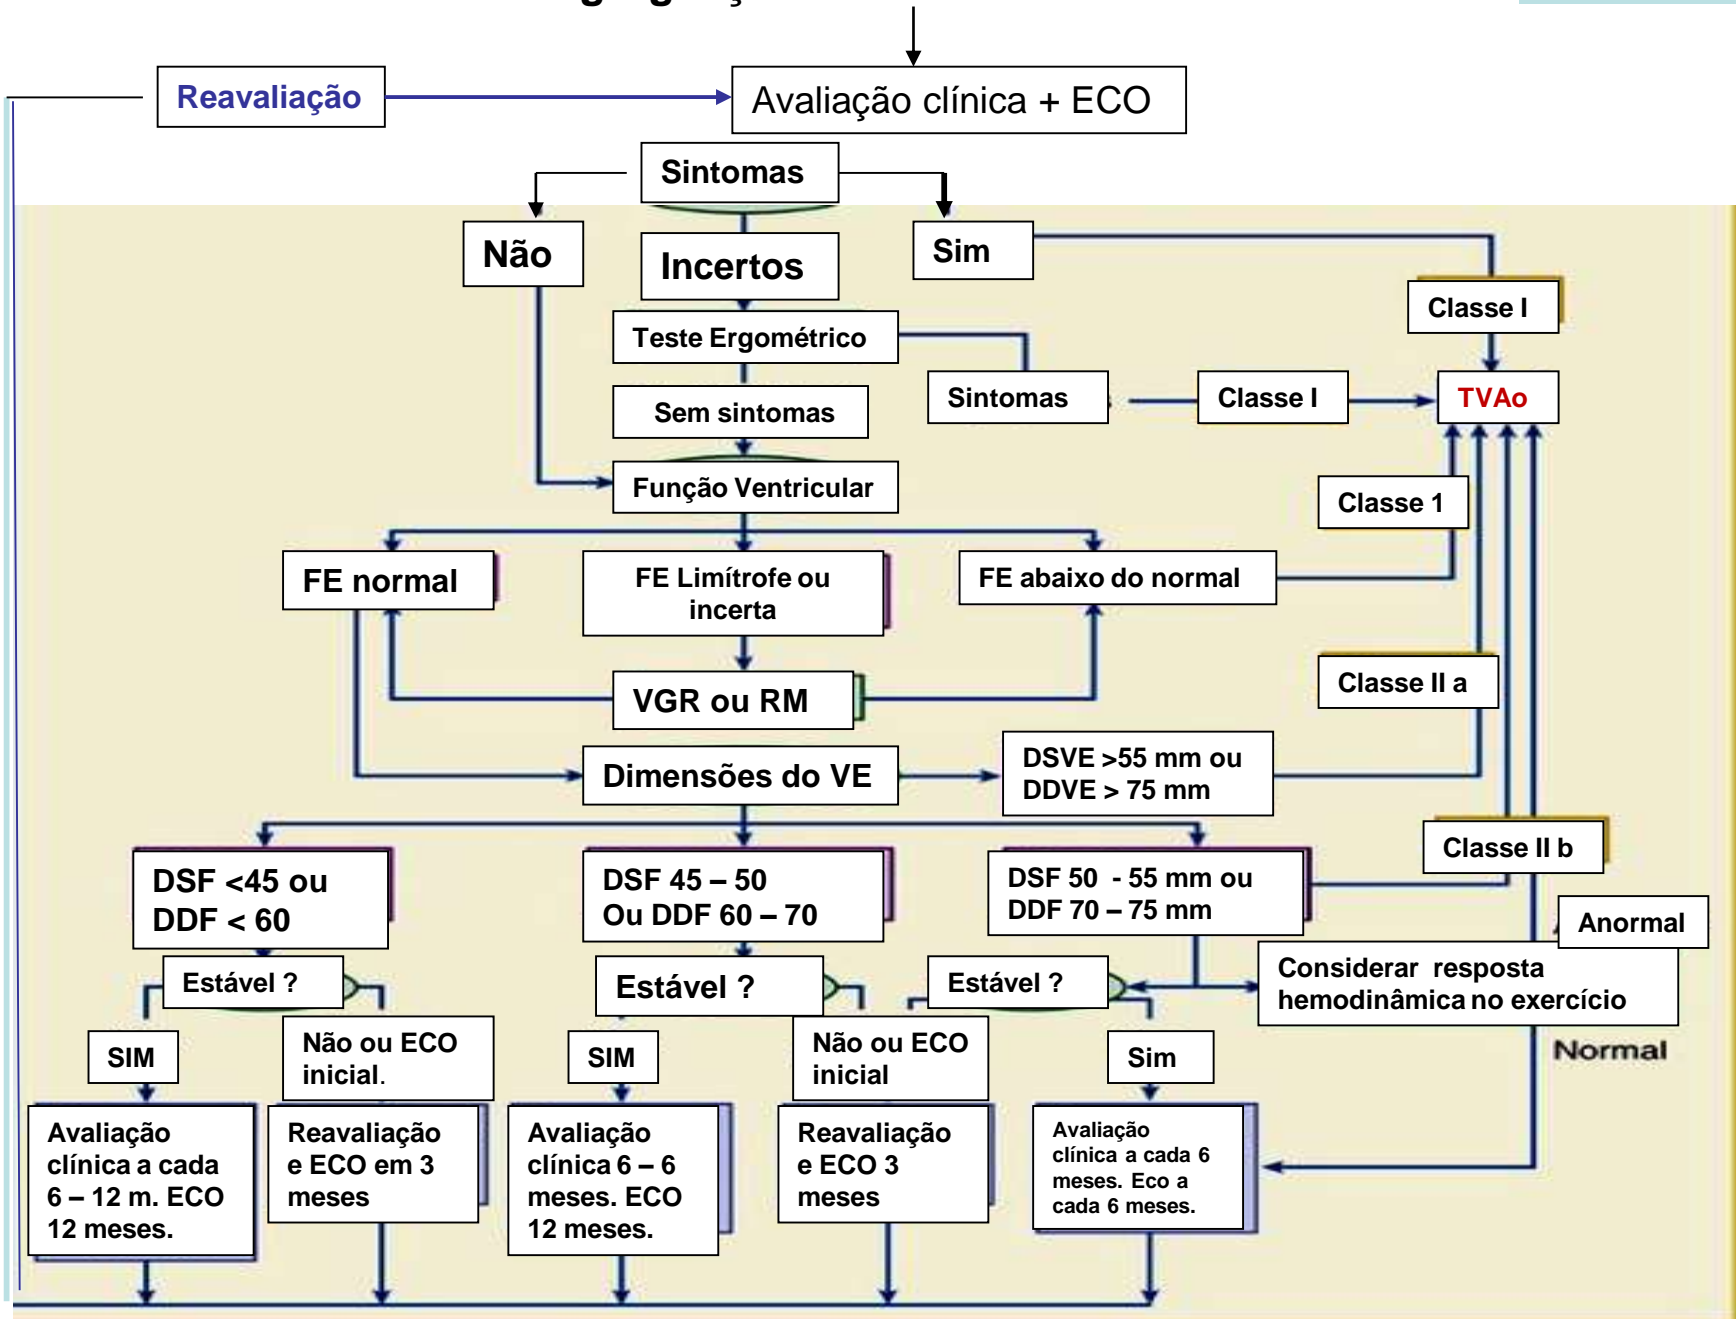 Reavaliação
Avaliação clínica + ECO
Sintomas
Não
Incertos
Sim
Classe I
Teste Ergométrico
Sem sintomas
Sintomas
Classe I
TVAo
Função Ventricular
Classe 1
FE normal
FE Limítrofe ou
incerta
FE abaixo do normal
VGR ou RM
Classe II a
Dimensões do VE
DSVE >55 mm ou
DDVE > 75 mm
Classe II b
DSF <45 ou
DDF < 60
DSF 45 – 50
Ou DDF 60 – 70
DSF 50 - 55 mm ou
DDF 70 – 75 mm
Anormal
Estável ?
Estável ?
Estável ?
Considerar resposta
hemodinâmica no exercício
Normal
SIM
Não ou ECO
inicial.
SIM
Não ou ECO
inicial
Sim
Avaliação
clínica a cada
6 – 12 m. ECO
12 meses.
Reavaliação
e ECO em 3
meses
Avaliação
clínica 6 – 6
meses. ECO
12 meses.
Reavaliação
e ECO 3
meses
Avaliação
clínica a cada 6
meses. Eco a
cada 6 meses.